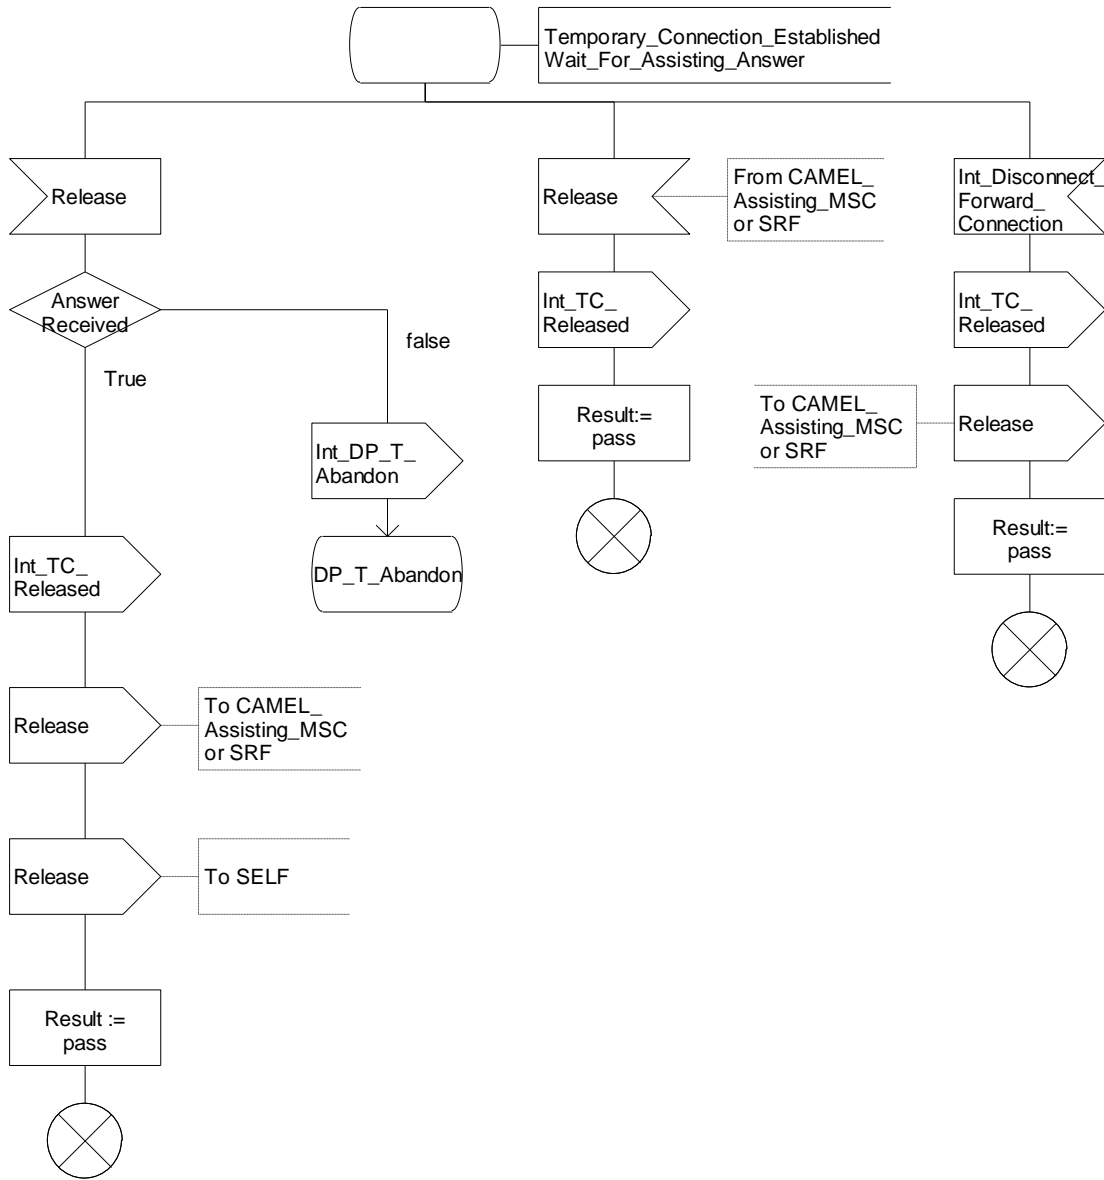 Temporary_Connection_Established
Wait_For_Assisting_Answer
Release
Release
From CAMEL_
Assisting_MSC
or SRF
Int_Disconnect_
Forward_
Connection
Answer
Received
false
True
Int_TC_
Released
Int_TC_
Released
Result:=
pass
To CAMEL_
Assisting_MSC
or SRF
Release
Int_DP_T_
Abandon
Result:=
pass
Int_TC_
Released
DP_T_Abandon
Release
To CAMEL_
Assisting_MSC
or SRF
Release
To SELF
Result :=
pass